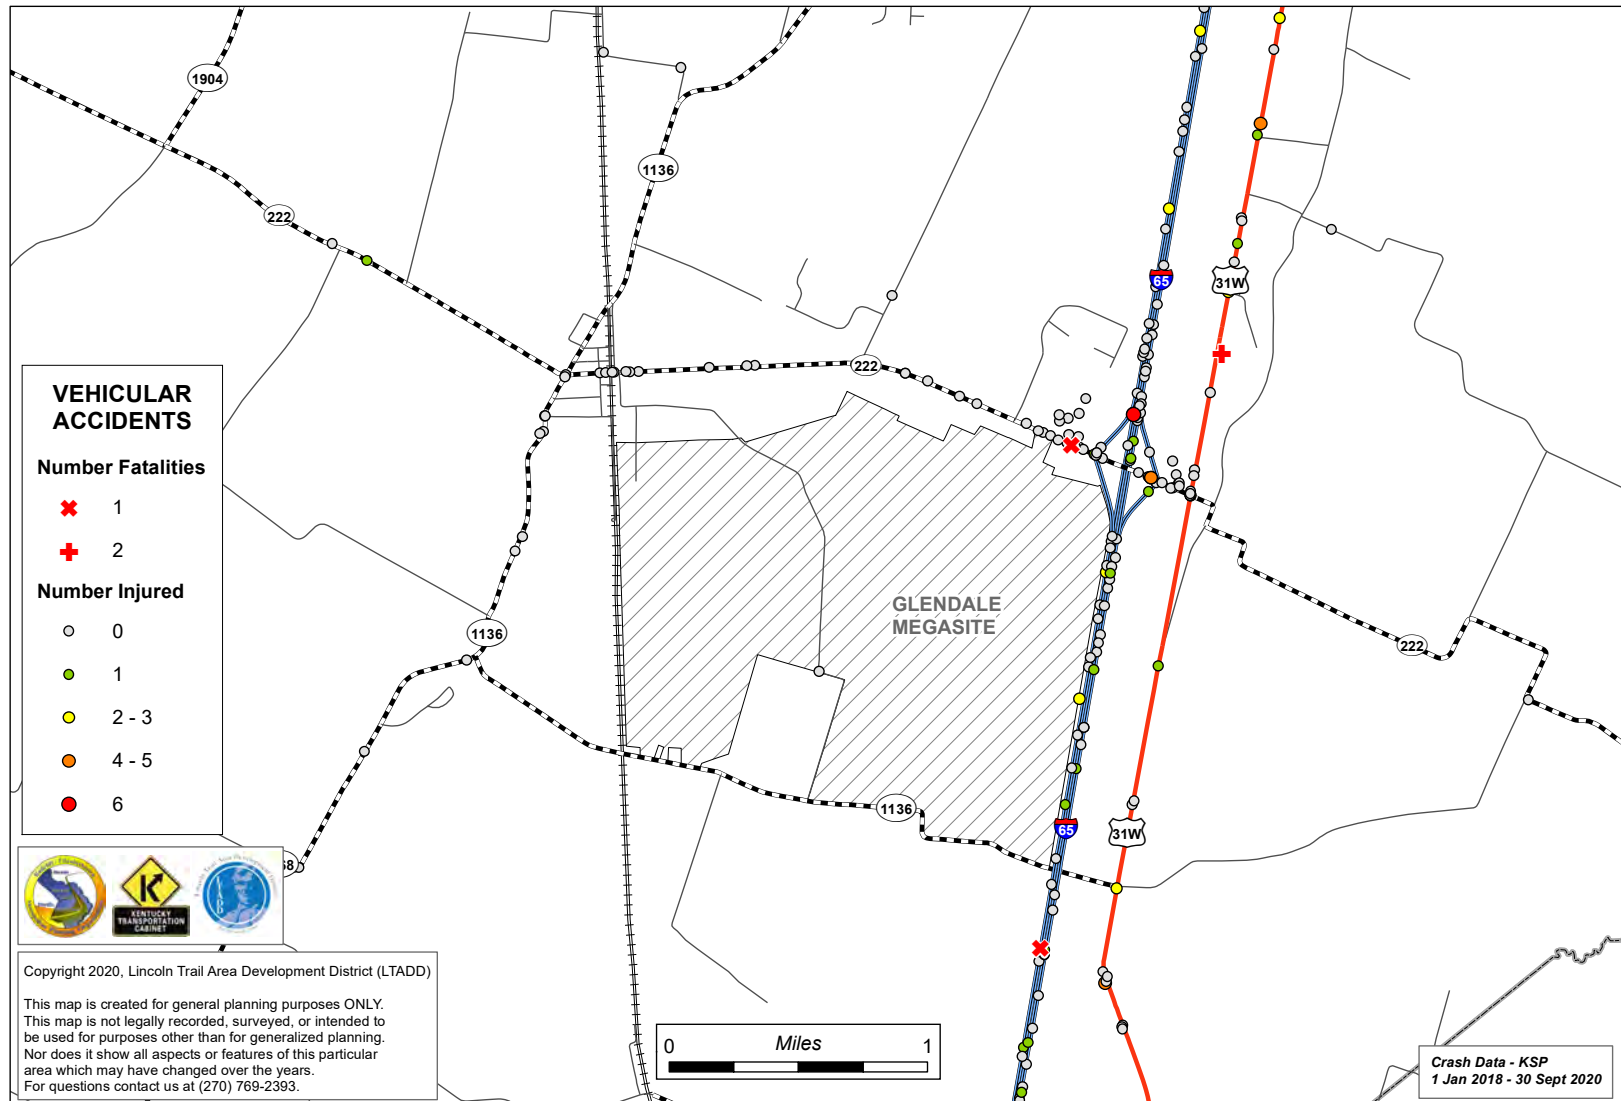 1904
1136
222
65
31W
222
VEHICULAR
ACCIDENTS
Number Fatalities
1
2
Number Injured
0
1
2 - 3
4 - 5
6
GLENDALE
MEGASITE
1136
222
1136
65
31W
68
KENTUCKY
TRANSPORTATION
CABINET
Copyright 2020, Lincoln Trail Area Development District (LTADD)
This map is created for general planning purposes ONLY.
This map is not legally recorded, surveyed, or intended to
be used for purposes other than for generalized planning.
Nor does it show all aspects or features of this particular
area which may have changed over the years.
For questions contact us at (270) 769-2393.
0 Miles 1
Crash Data - KSP
1 Jan 2018 - 30 Sept 2020